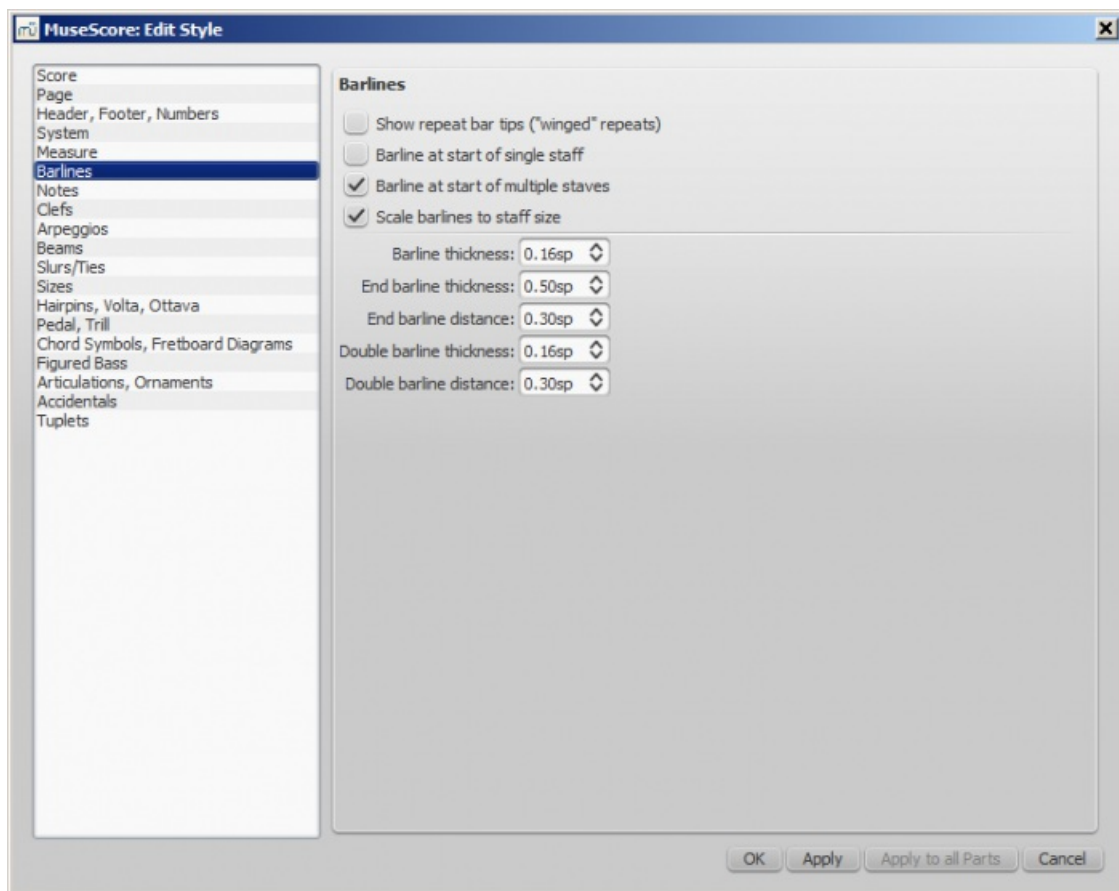 MuseScore: Edit Style
Score
Page
Header, Footer, Numbers
System
Measure
Barlines
Notes
Clefs
Arpeggios
Beams
Slurs/Ties
Sizes
Hairpins, Volta, Ottava
Pedal, Trill
Chord Symbols, Fretboard Diagrams
Figured Bass
Articulations, Ornaments
Accidentals
Tuplets
Barlines
Show repeat bar tips ("winged" repeats)
Barline at start of single staff
Barline at start of multiple staves
Scale barlines to staff size
Barline thickness: 0.16sp
End barline thickness: 0.50sp
End barline distance: 0.30sp
Double barline thickness: 0.16sp
Double barline distance: 0.30sp
OK Apply Apply to all Parts Cancel